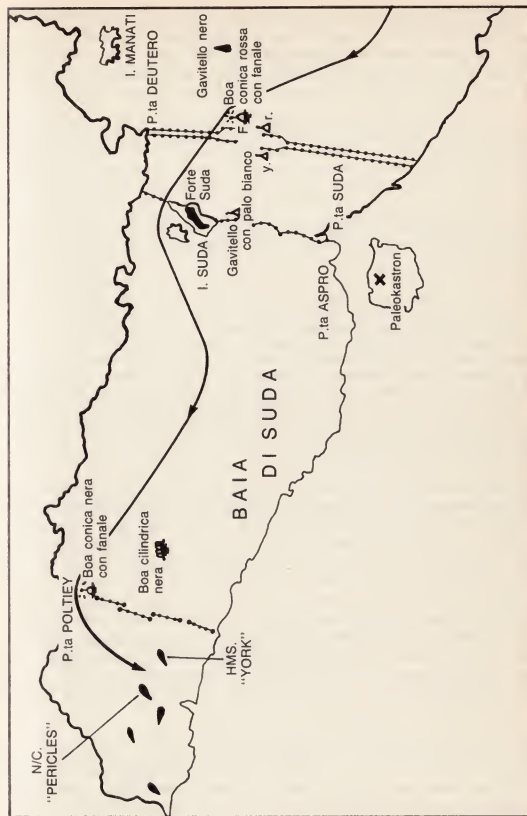 I. MANATI
P.ta DEUTERO
Gavitello nero
Boa
conica rossa
con fanale
F
r.
y.
Forte
Suda
I. SUDA
Gavitello
con palo bianco
P.ta SUDA
P.ta ASPRO
Paleokastron
BAIA
DI SUDA
Boa conica nera
con fanale
Boa cilindrica
nera
P.ta POLTIEY
HMS.
"YORK"
N/C.
"PERICLES"